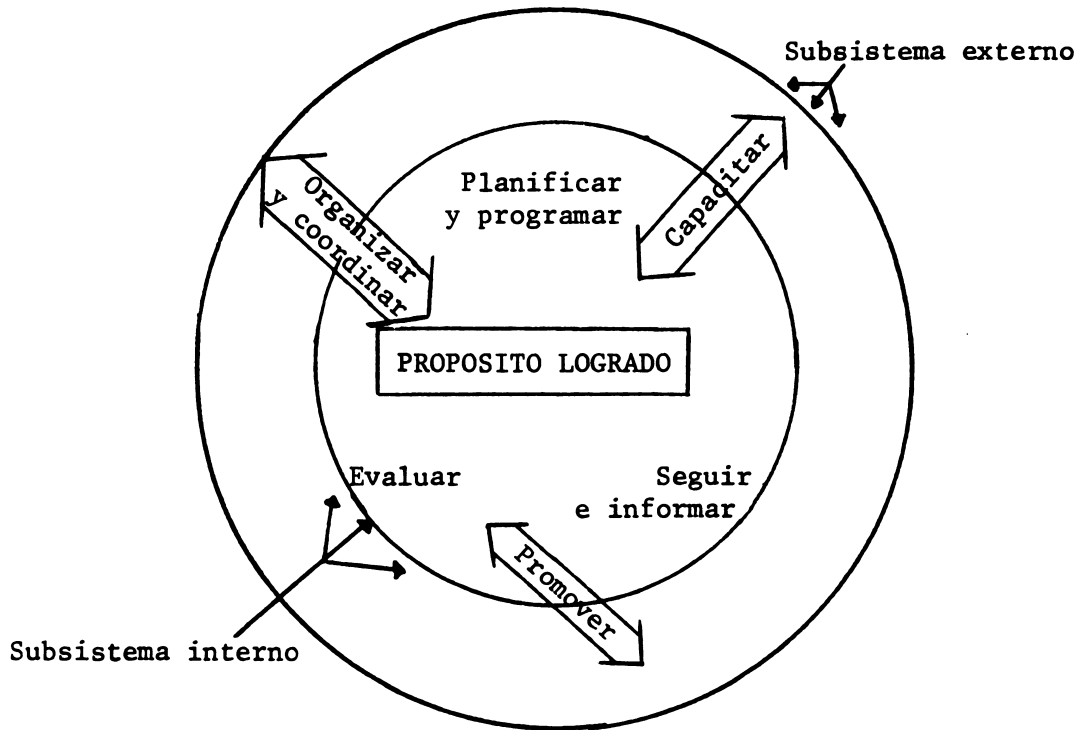 Subsistema externo
Planificar
y programar
Capacitar
Organizar
y coordinar
PROPOSITO LOGRADO
Evaluar
Seguir
e informar
Promover
Subsistema interno